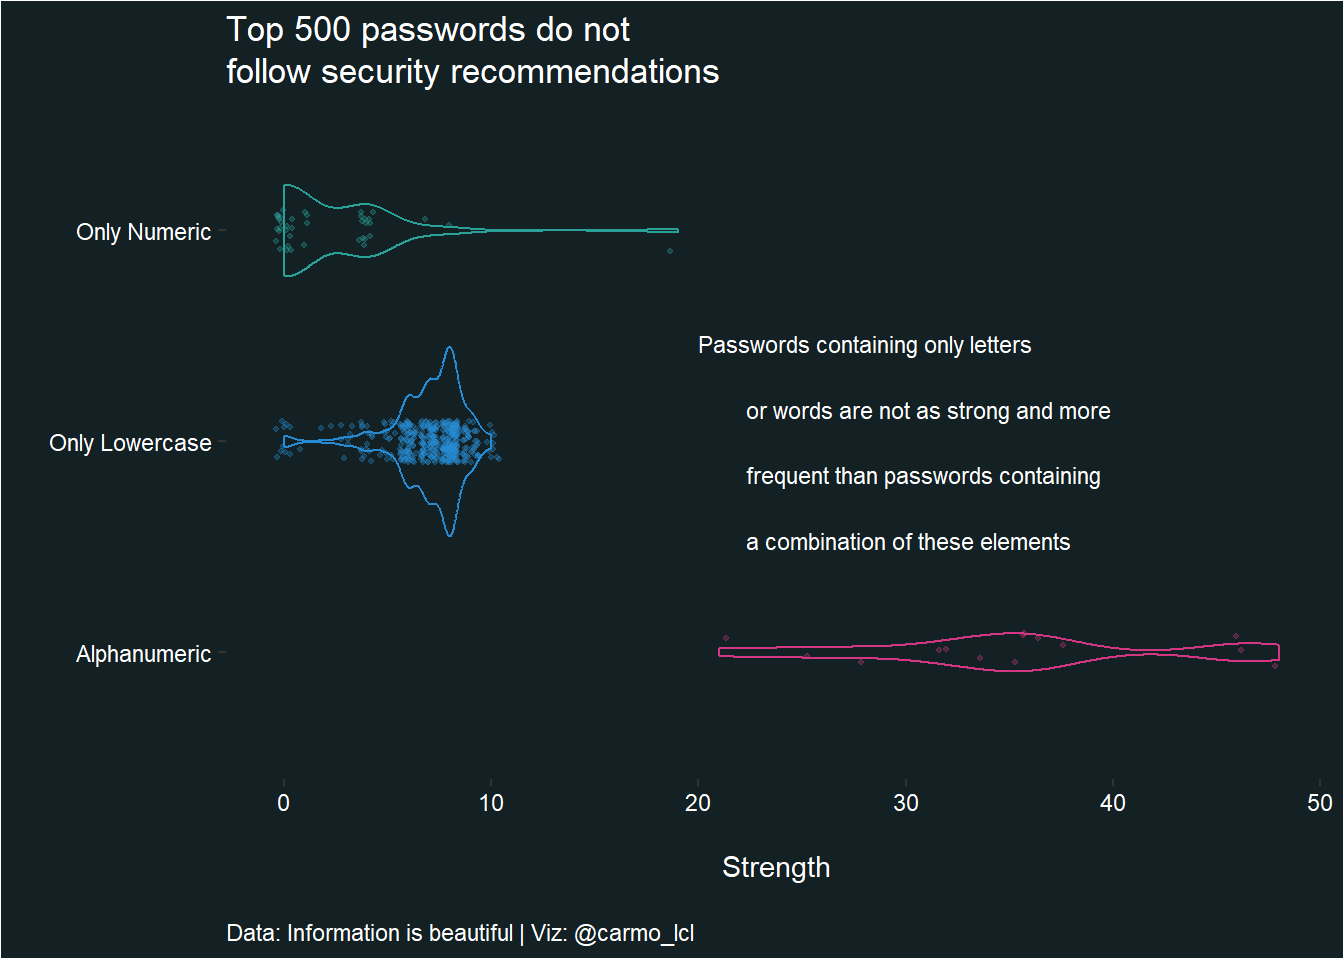 Top 500 passwords do not
follow security recommendations
Only Numeric
Passwords containing only letters
or words are not as strong and more
Only Lowercase
frequent than passwords containing
a combination of these elements
Alphanumeric
0 10 20 30 40 50
Strength
Data: Information is beautiful | Viz: @carmo_lcl